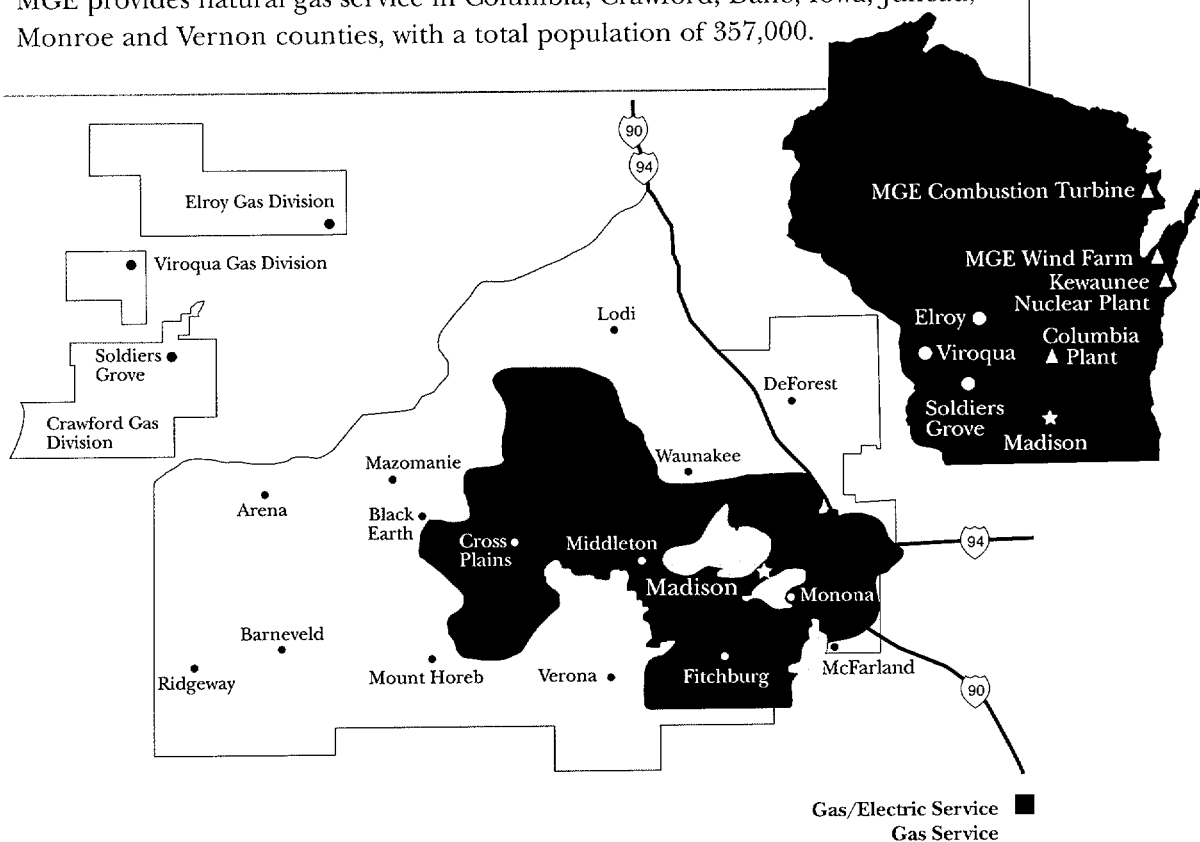 MGE provides natural gas service in Columbia, Crawford, Dane, Iowa, Juneau,
Monroe and Vernon counties, with a total population of 357,000.
90
94
MGE Combustion Turbine
MGE Wind Farm
Kewaunee
Nuclear Plant
Elroy
Columbia
Plant
Viroqua
Soldiers
Grove
Madison
Elroy Gas Division
Viroqua Gas Division
Soldiers
Grove
Crawford Gas
Division
Lodi
DeForest
Waunakee
Mazomanie
Arena
Black
Earth
Cross
Plains
Middleton
Madison
Monona
94
Barneveld
Ridgeway
Mount Horeb
Verona
Fitchburg
McFarland
90
Gas/Electric Service
Gas Service